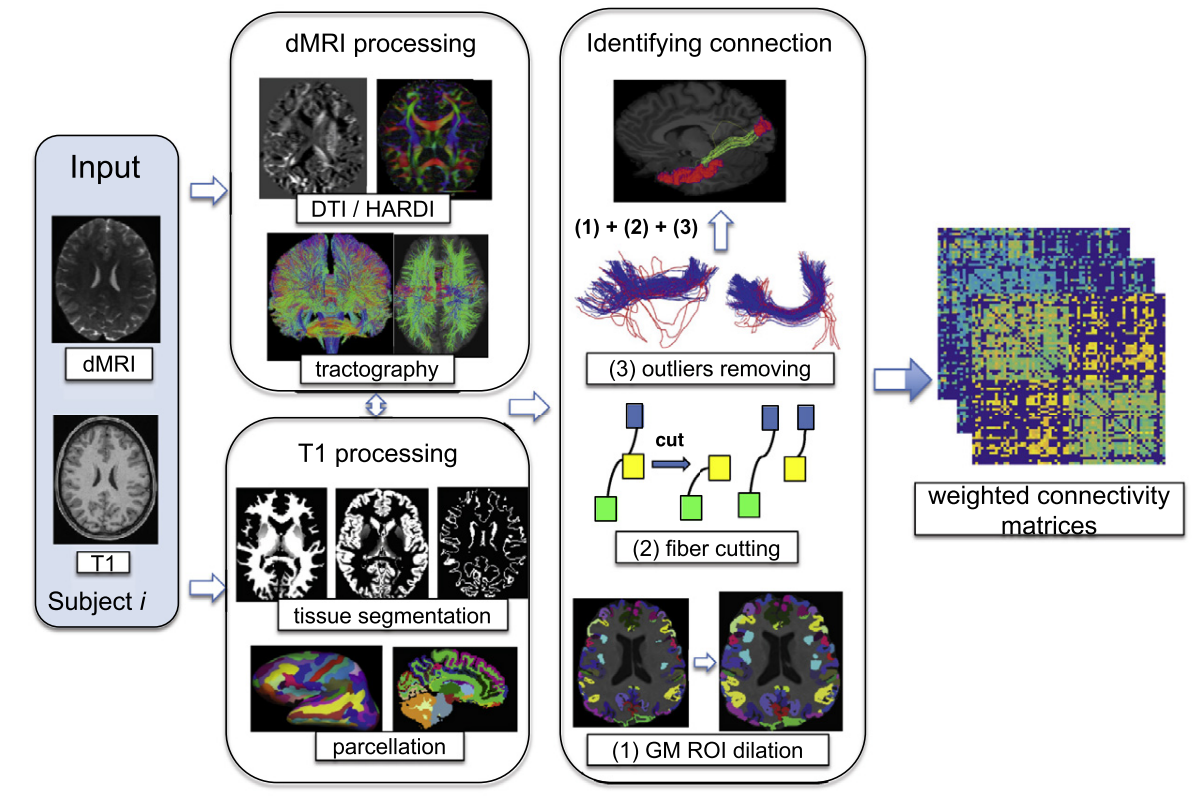 Input
dMRI
T1
Subject i
dMRI processing
DTI / HARDI
tractography
T1 processing
tissue segmentation
parcellation
Identifying connection
(1) + (2) + (3)
(3) outliers removing
cut
(2) fiber cutting
(1) GM ROI dilation
weighted connectivity
matrices